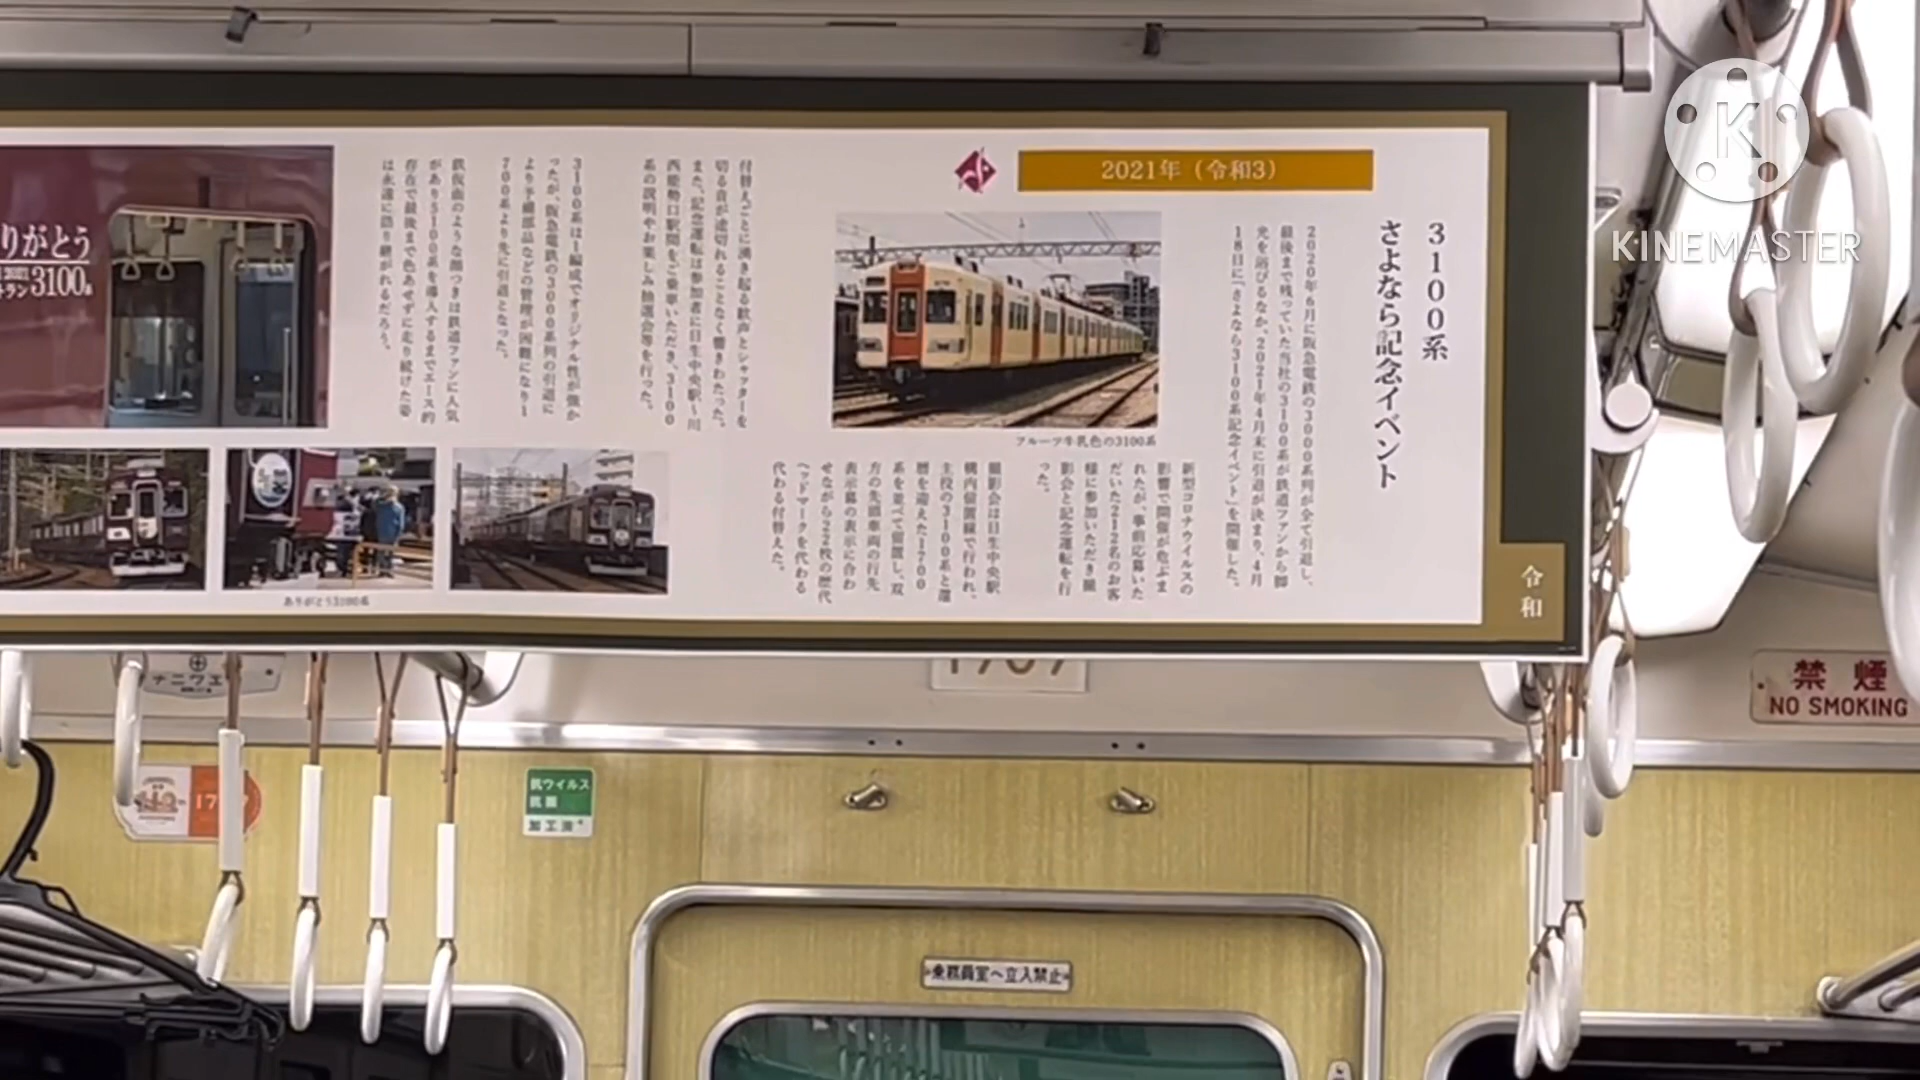 3100系
さよなら記念イベント
2021年（令和3）
2020年6月に阪急電鉄の3000系列が全て引退し、
最後まで残っていた当社の3100系が鉄道ファンから脚
光を浴びるなか、2021年4月末に引退が決まり、4月
18日に「さよなら3100系記念イベント」を開催した。
フルーツ牛乳色の3100系
新型コロナウイルスの
影響で開催が危ぶま
れたが、事前応募いた
だいた212名のお客
様に参加いただき撮
影会と記念運転を行
った。
撮影会は日生中央駅
構内留置線で行われ、
主役の3100系と還
暦を迎えた1700
系を並べて留置し、双
方の先頭車両の行先
表示幕の表示に合わ
せながら22枚の歴代
ヘッドマークを代わる
代わる付替えた。
付替えごとに湧き起る歓声とシャッターを
切る音が途切れることなく響きわたった。
また、記念運転は参加者に日生中央駅～川
西能勢口駅間をご乗車いただき、3100
系の説明やお楽しみ抽選会等を行った。
3100系は1編成でオリジナル性が強か
ったが、阪急電鉄の3000系列の引退に
より予備部品などの管理が困難になり1
700系より先に引退となった。
鉄仮面のような顔つきは鉄道ファンに人気
があり5100系を導入するまでエース的
存在で最後まで色あせずに走り続けた姿
は永遠に語り継がれるだろう。
りがとう
2021
トラン3100系
ありがとう3100系
令和
KINEMASTER
K
ナニワエ
禁煙
NO SMOKING
抗ウイルス
抗菌
加工済
乗務員室へ立入禁止